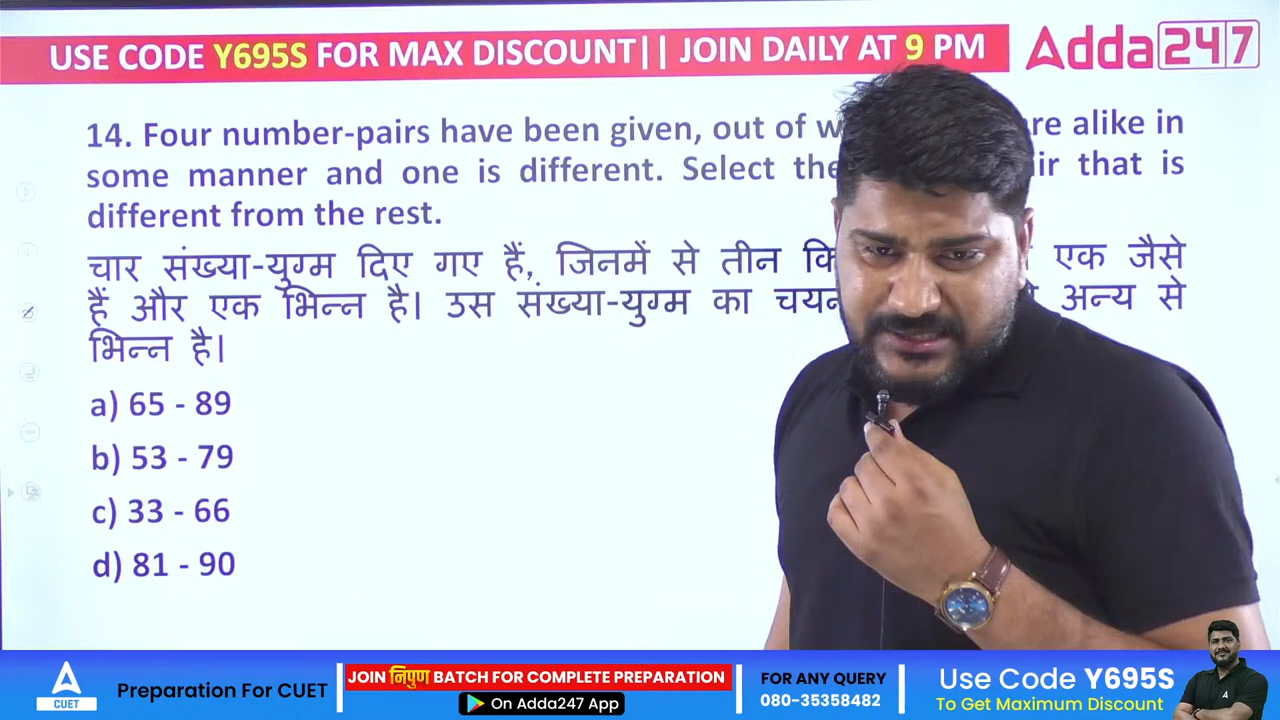 USE CODE Y695S FOR MAX DISCOUNT|| JOIN DAILY AT 9 PM
Adda247
14. Four number-pairs have been given, out of re alike in
some manner and one is different. Select the ir that is
different from the rest.
चार संख्या-युग्म दिए गए हैं, जिनमें से तीन कि एक जैसे
हैं और एक भिन्न है। उस संख्या-युग्म का चयन अन्य से
भिन्न है।
a) 65 - 89
b) 53 - 79
c) 33 - 66
d) 81 - 90
CUET
Preparation For CUET
JOIN निपुण BATCH FOR COMPLETE PREPARATION
On Adda247 App
FOR ANY QUERY
080-35358482
Use Code Y695S
To Get Maximum Discount